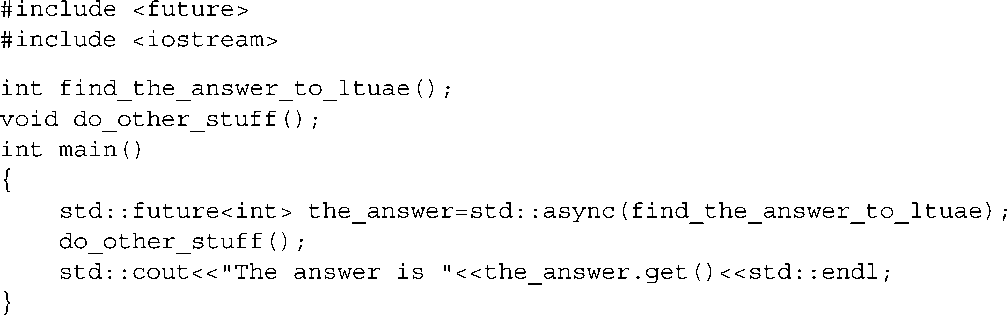 #include <future>
#include <iostream>
int find_the_answer_to_ltuae();
void do_other_stuff();
int main()
{
    std::future<int> the_answer=std::async(find_the_answer_to_ltuae);
    do_other_stuff();
    std::cout<<"The answer is "<<the_answer.get()<<std::endl;
}